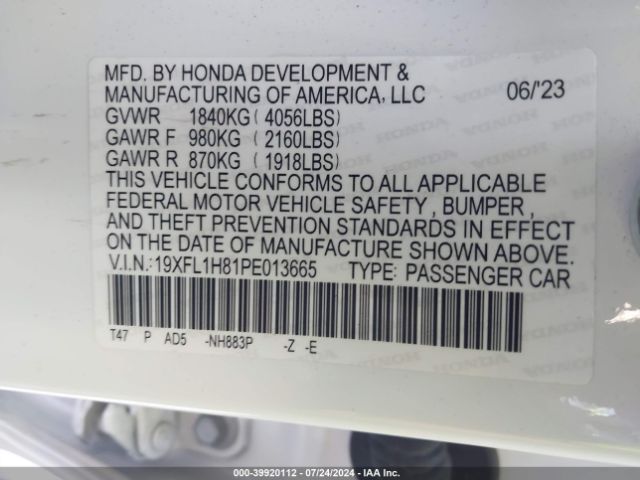 MFD. BY HONDA DEVELOPMENT &
MANUFACTURING OF AMERICA, LLC 06/'23
GVWR 1840KG ( 4056LBS)
GAWR F 980KG ( 2160LBS)
GAWR R 870KG ( 1918LBS)
THIS VEHICLE CONFORMS TO ALL APPLICABLE
FEDERAL MOTOR VEHICLE SAFETY , BUMPER ,
AND THEFT PREVENTION STANDARDS IN EFFECT
ON THE DATE OF MANUFACTURE SHOWN ABOVE.
V.I.N.:19XFL1H81PE013665 TYPE: PASSENGER CAR
T47 P AD5 -NH883P -Z -E
HONDA HONDA
000-39920112 - 07/24/2024 - IAA Inc.